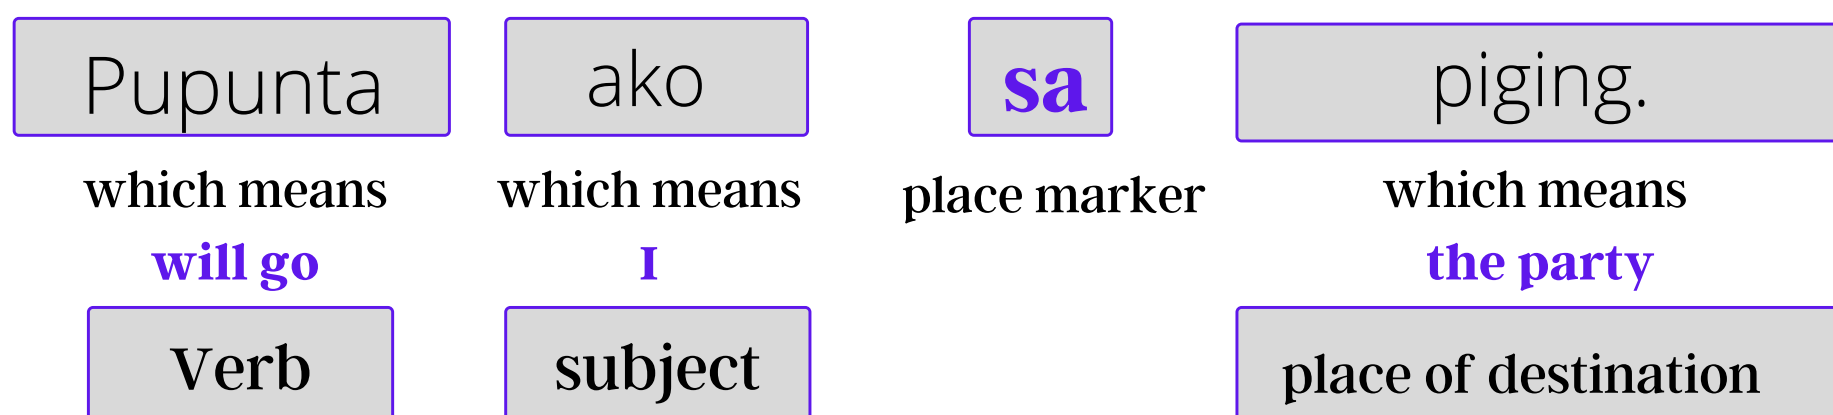 Pupunta ako sa piging.
which means which means place marker which means
will go I the party
Verb subject place of destination